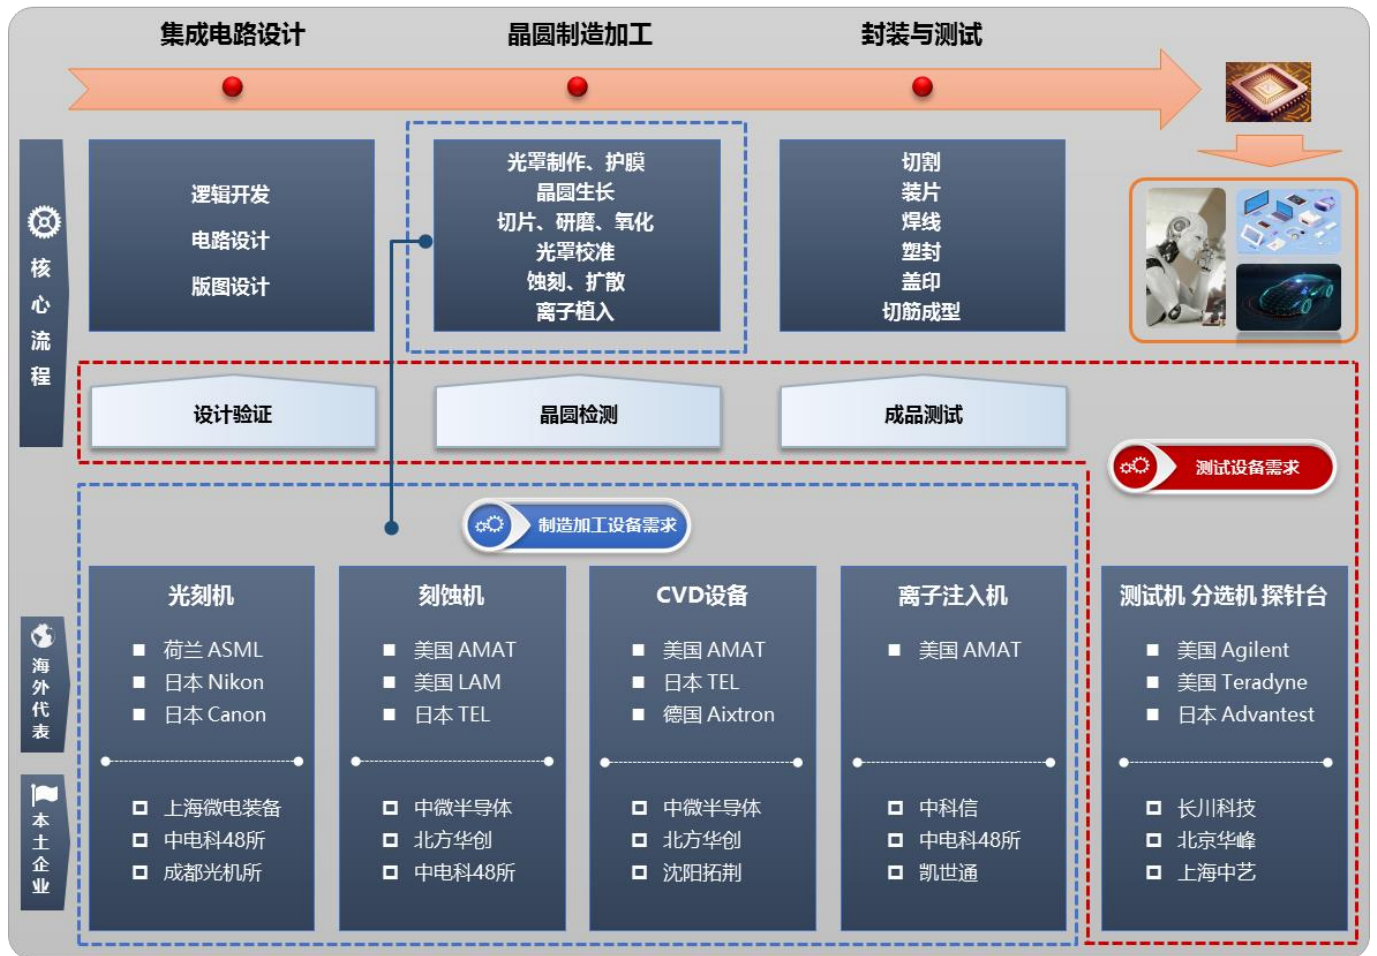 集成电路设计
晶圆制造加工
封装与测试
核心流程
逻辑开发
电路设计
版图设计
光罩制作、护膜
晶圆生长
切片、研磨、氧化
光罩校准
蚀刻、扩散
离子植入
切割
装片
焊线
塑封
盖印
切筋成型
设计验证
晶圆检测
成品测试
测试设备需求
制造加工设备需求
海外代表
本土企业
光刻机
荷兰 ASML
日本 Nikon
日本 Canon
上海微电装备
中电科48所
成都光机所
刻蚀机
美国 AMAT
美国 LAM
日本 TEL
中微半导体
北方华创
中电科48所
CVD设备
美国 AMAT
日本 TEL
德国 Aixtron
中微半导体
北方华创
沈阳拓荆
离子注入机
美国 AMAT
中科信
中电科48所
凯世通
测试机 分选机 探针台
美国 Agilent
美国 Teradyne
日本 Advantest
长川科技
北京华峰
上海中艺